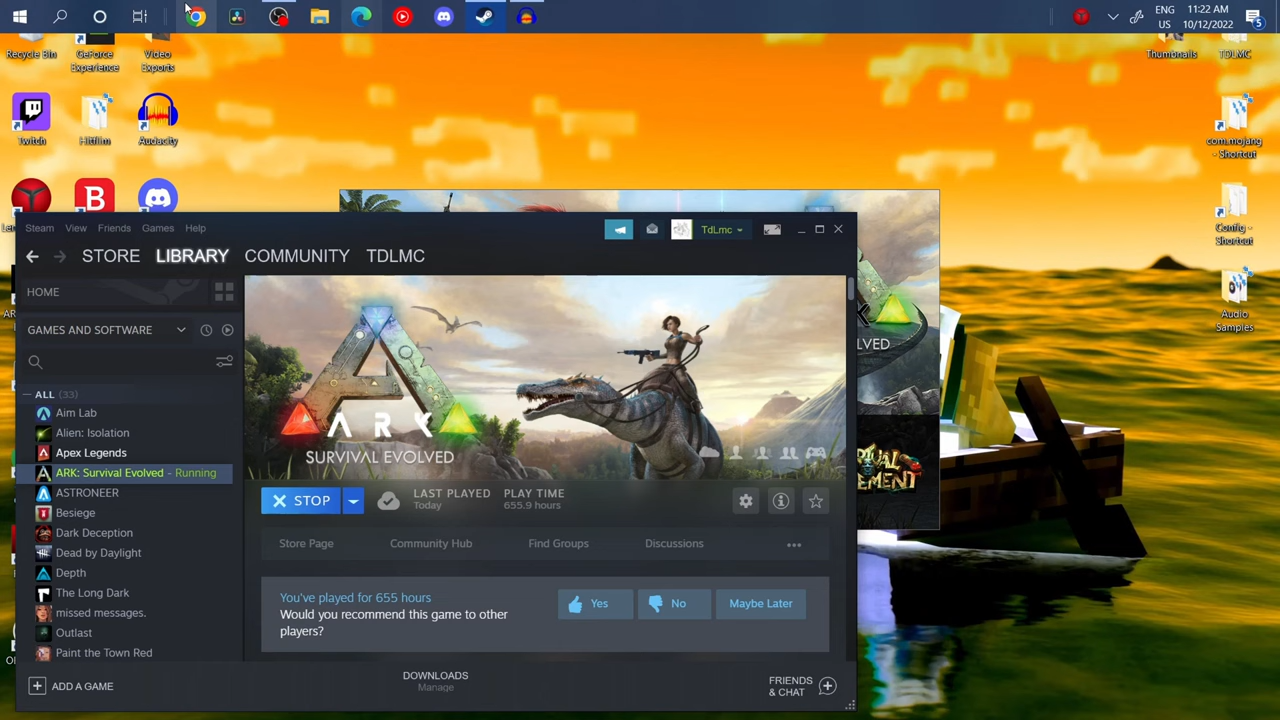 ENG
US
11:22 AM
10/12/2022
5
Recycle Bin
GeForce
Experience
Video
Exports
Thumbnails
TDLMC
Twitch
Hitfilm
Audacity
com.mojang
- Shortcut
Config -
Shortcut
Audio
Samples
Steam View Friends Games Help
TdLmc
STORE LIBRARY COMMUNITY TDLMC
HOME
GAMES AND SOFTWARE
ALL (33)
Aim Lab
Alien: Isolation
Apex Legends
ARK: Survival Evolved - Running
ASTRONEER
Besiege
Dark Deception
Dead by Daylight
Depth
The Long Dark
missed messages.
Outlast
Paint the Town Red
ADD A GAME
ARK
SURVIVAL EVOLVED
STOP
LAST PLAYED
Today
PLAY TIME
655.9 hours
Store Page Community Hub Find Groups Discussions
You've played for 655 hours
Would you recommend this game to other
players?
Yes
No
Maybe Later
DOWNLOADS
Manage
FRIENDS
& CHAT